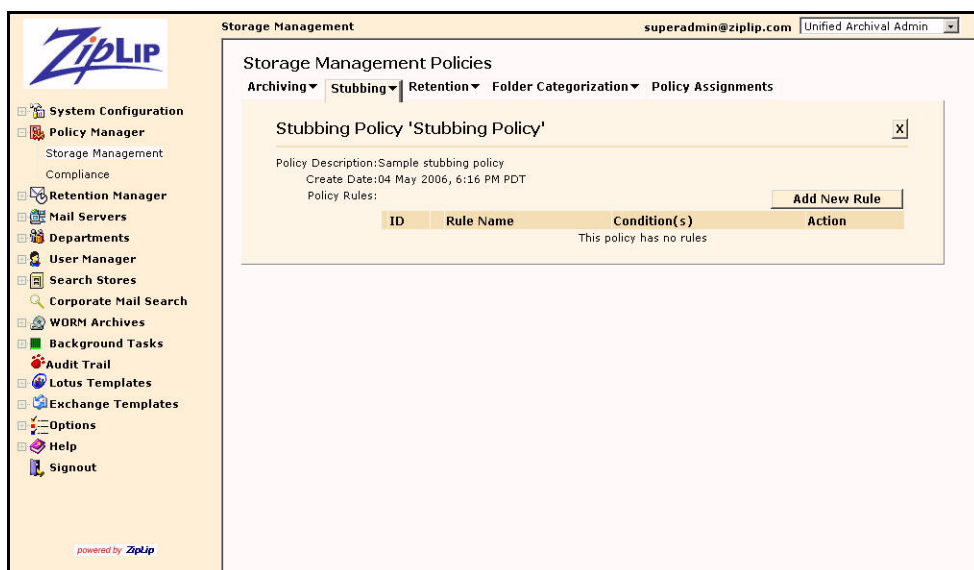 ZipLip
Storage Management
superadmin@ziplip.com
Unified Archival Admin
Storage Management Policies
Archiving Stubbing Retention Folder Categorization Policy Assignments
System Configuration
Policy Manager
Storage Management
Compliance
Retention Manager
Mail Servers
Departments
User Manager
Search Stores
Corporate Mail Search
WORM Archives
Background Tasks
Audit Trail
Lotus Templates
Exchange Templates
Options
Help
Signout
powered by ZipLip
Stubbing Policy 'Stubbing Policy'
X
Policy Description:Sample stubbing policy
Create Date:04 May 2006, 6:16 PM PDT
Policy Rules:
Add New Rule
ID Rule Name Condition(s) Action
This policy has no rules